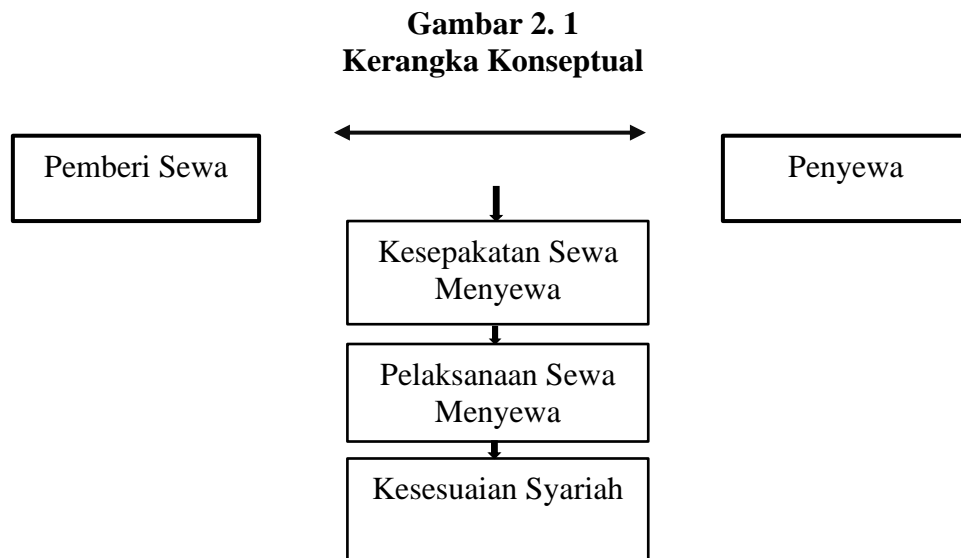 Gambar 2. 1
Kerangka Konseptual
Pemberi Sewa
Penyewa
Kesepakatan Sewa
Menyewa
Pelaksanaan Sewa
Menyewa
Kesesuaian Syariah